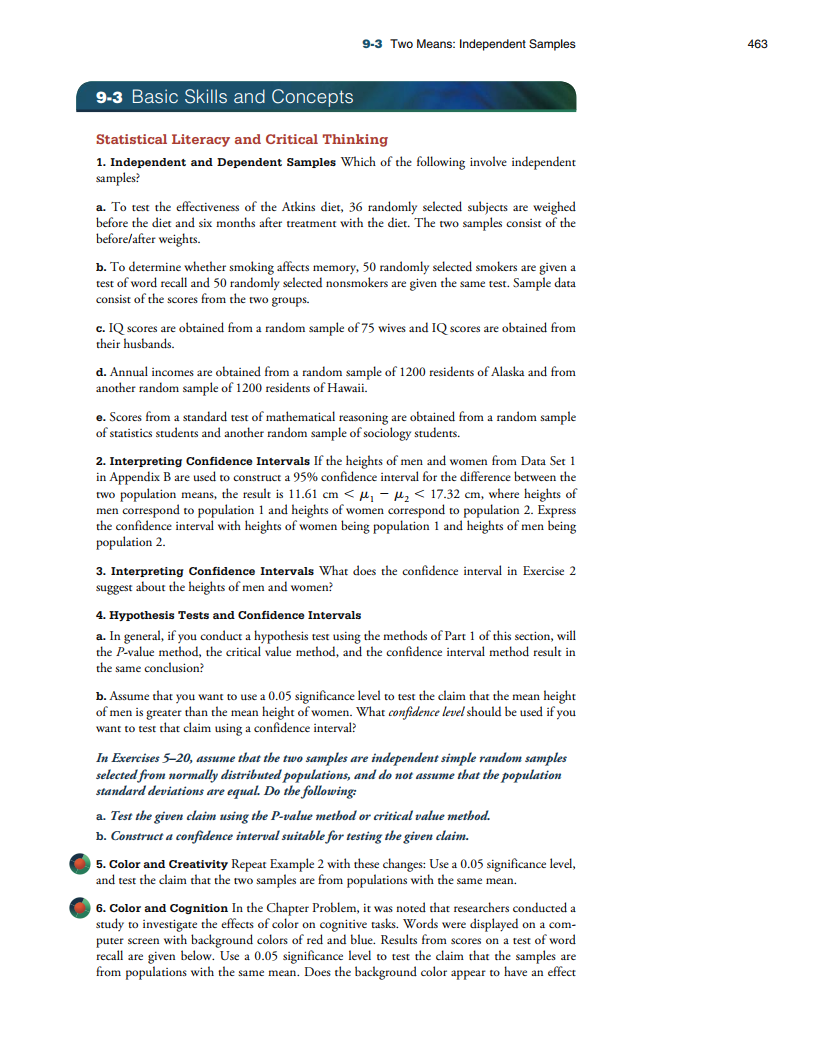 9-3 Two Means: Independent Samples 463
9-3 Basic Skills and Concepts
Statistical Literacy and Critical Thinking
1. Independent and Dependent Samples Which of the following involve independent
samples?
a. To test the effectiveness of the Atkins diet, 36 randomly selected subjects are weighed
before the diet and six months after treatment with the diet. The two samples consist of the
before/after weights.
b. To determine whether smoking affects memory, 50 randomly selected smokers are given a
test of word recall and 50 randomly selected nonsmokers are given the same test. Sample data
consist of the scores from the two groups.
c. IQ scores are obtained from a random sample of 75 wives and IQ scores are obtained from
their husbands.
d. Annual incomes are obtained from a random sample of 1200 residents of Alaska and from
another random sample of 1200 residents of Hawaii.
e. Scores from a standard test of mathematical reasoning are obtained from a random sample
of statistics students and another random sample of sociology students.
2. Interpreting Confidence Intervals If the heights of men and women from Data Set 1
in Appendix B are used to construct a 95% confidence interval for the difference between the
two population means, the result is 11.61 cm < μ₁ − μ₂ < 17.32 cm, where heights of
men correspond to population 1 and heights of women correspond to population 2. Express
the confidence interval with heights of women being population 1 and heights of men being
population 2.
3. Interpreting Confidence Intervals What does the confidence interval in Exercise 2
suggest about the heights of men and women?
4. Hypothesis Tests and Confidence Intervals
a. In general, if you conduct a hypothesis test using the methods of Part 1 of this section, will
the P-value method, the critical value method, and the confidence interval method result in
the same conclusion?
b. Assume that you want to use a 0.05 significance level to test the claim that the mean height
of men is greater than the mean height of women. What confidence level should be used if you
want to test that claim using a confidence interval?
In Exercises 5–20, assume that the two samples are independent simple random samples
selected from normally distributed populations, and do not assume that the population
standard deviations are equal. Do the following:
a. Test the given claim using the P-value method or critical value method.
b. Construct a confidence interval suitable for testing the given claim.
5. Color and Creativity Repeat Example 2 with these changes: Use a 0.05 significance level,
and test the claim that the two samples are from populations with the same mean.
6. Color and Cognition In the Chapter Problem, it was noted that researchers conducted a
study to investigate the effects of color on cognitive tasks. Words were displayed on a com-
puter screen with background colors of red and blue. Results from scores on a test of word
recall are given below. Use a 0.05 significance level to test the claim that the samples are
from populations with the same mean. Does the background color appear to have an effect